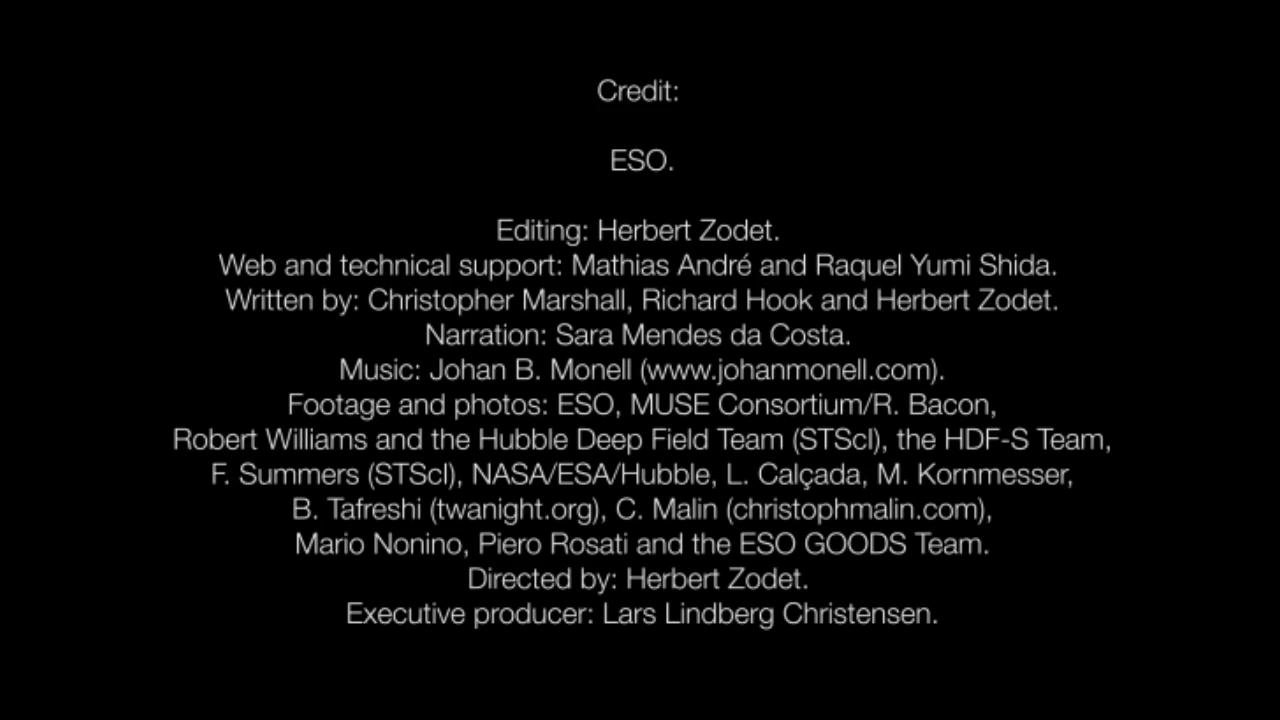 Credit:
ESO.
Editing: Herbert Zodet.
Web and technical support: Mathias André and Raquel Yumi Shida.
Written by: Christopher Marshall, Richard Hook and Herbert Zodet.
Narration: Sara Mendes da Costa.
Music: Johan B. Monell (www.johanmonell.com).
Footage and photos: ESO, MUSE Consortium/R. Bacon,
Robert Williams and the Hubble Deep Field Team (STScI), the HDF-S Team,
F. Summers (STScI), NASA/ESA/Hubble, L. Calçada, M. Kornmesser,
B. Tafreshi (twanight.org), C. Malin (christophmalin.com),
Mario Nonino, Piero Rosati and the ESO GOODS Team.
Directed by: Herbert Zodet.
Executive producer: Lars Lindberg Christensen.